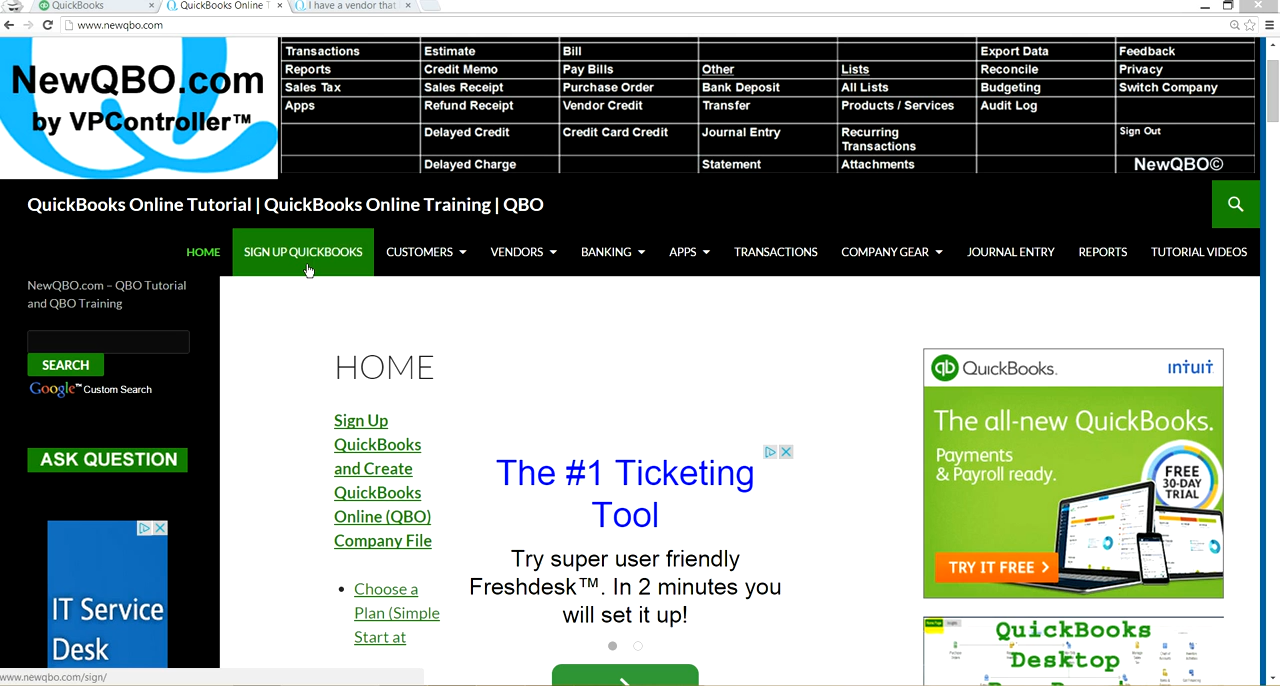 QuickBooks
QuickBooks Online T
I have a vendor that
www.newqbo.com
NewQBO.com
by VPController™
Transactions Estimate Bill Export Data Feedback
Reports Credit Memo Pay Bills Other Lists Reconcile Privacy
Sales Tax Sales Receipt Purchase Order Bank Deposit All Lists Budgeting Switch Company
Apps Refund Receipt Vendor Credit Transfer Products / Services Audit Log
Delayed Credit Credit Card Credit Journal Entry Recurring Transactions Sign Out
Delayed Charge Statement Attachments NewQBO©
QuickBooks Online Tutorial | QuickBooks Online Training | QBO
HOME SIGN UP QUICKBOOKS CUSTOMERS VENDORS BANKING APPS TRANSACTIONS COMPANY GEAR JOURNAL ENTRY REPORTS TUTORIAL VIDEOS
NewQBO.com – QBO Tutorial
and QBO Training
SEARCH
Google™ Custom Search
ASK QUESTION
IT Service
Desk
HOME
Sign Up
QuickBooks
and Create
QuickBooks
Online (QBO)
Company File
Choose a
Plan (Simple
Start at
The #1 Ticketing
Tool
Try super user friendly
Freshdesk™. In 2 minutes you
will set it up!
qb QuickBooks. intuit
The all-new QuickBooks.
Payments
& Payroll ready.
FREE
30-DAY
TRIAL
TRY IT FREE
QuickBooks
Desktop
www.newqbo.com/sign/